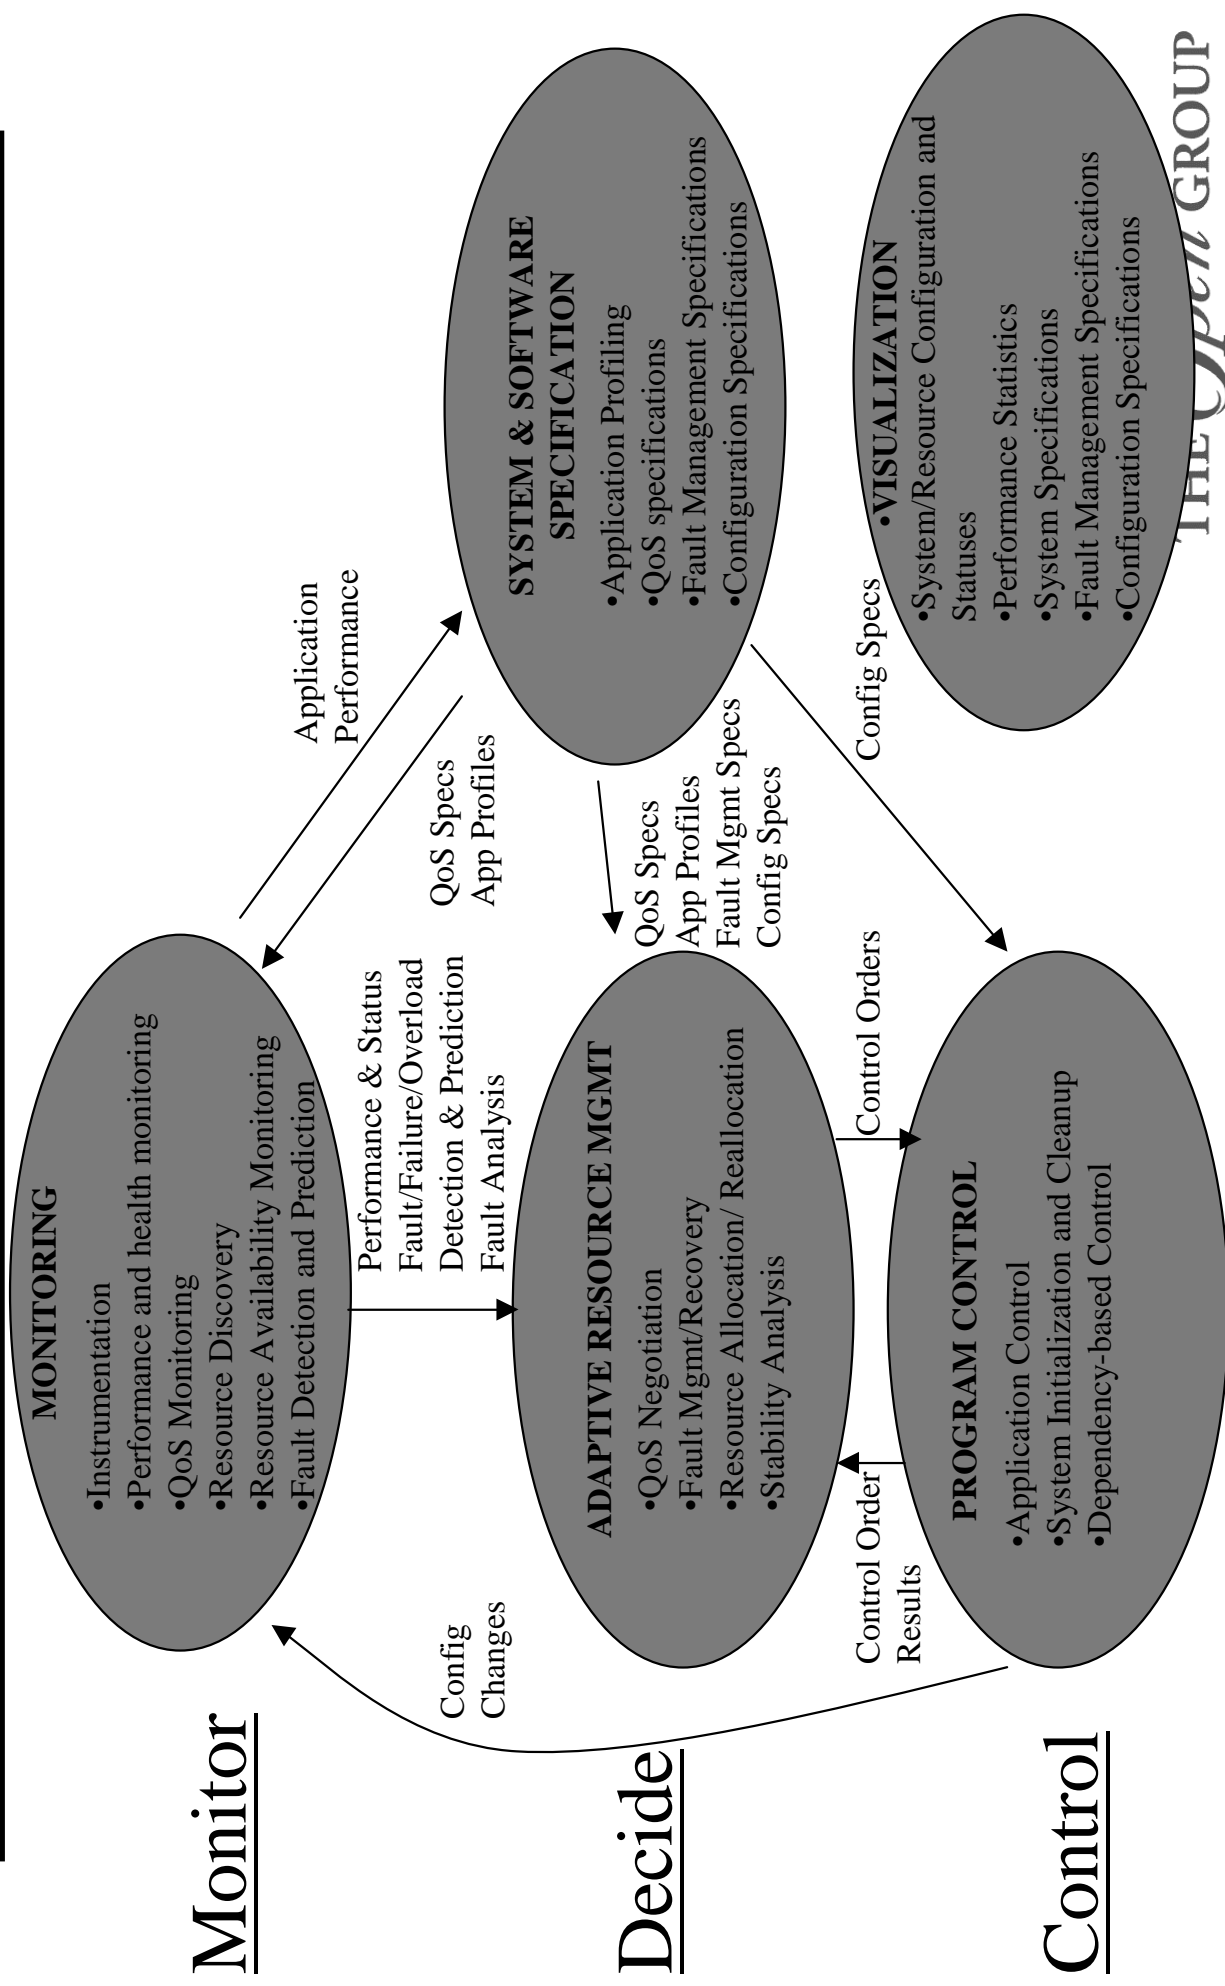 Monitor
MONITORING
•Instrumentation
•Performance and health monitoring
•QoS Monitoring
•Resource Discovery
•Resource Availability Monitoring
•Fault Detection and Prediction
Application
Performance
QoS Specs
App Profiles
Performance & Status
Fault/Failure/Overload
Detection & Prediction
Fault Analysis
Config
Changes
SYSTEM & SOFTWARE
SPECIFICATION
•Application Profiling
•QoS specifications
•Fault Management Specifications
•Configuration Specifications
Decide
ADAPTIVE RESOURCE MGMT
•QoS Negotiation
•Fault Mgmt/Recovery
•Resource Allocation/ Reallocation
•Stability Analysis
QoS Specs
App Profiles
Fault Mgmt Specs
Config Specs
Control Order
Results
Control Orders
Config Specs
Control
PROGRAM CONTROL
•Application Control
•System Initialization and Cleanup
•Dependency-based Control
•VISUALIZATION
•System/Resource Configuration and
Statuses
•Performance Statistics
•System Specifications
•Fault Management Specifications
•Configuration Specifications
THE Open GROUP